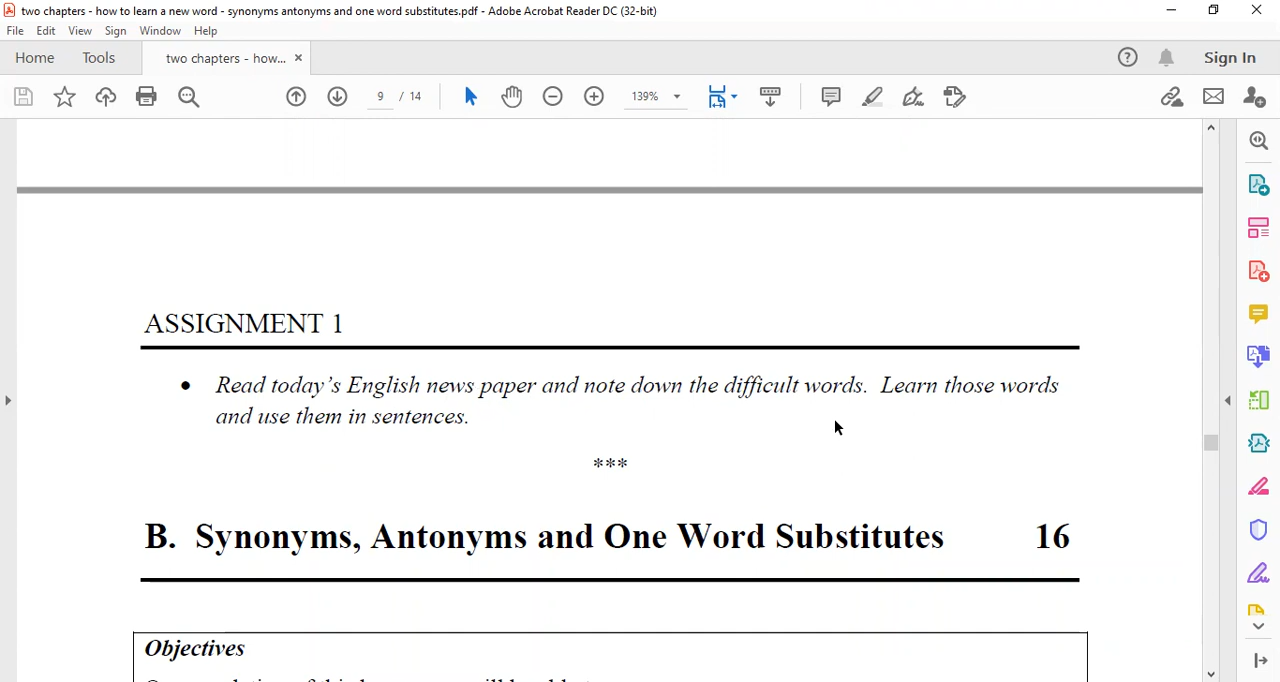 two chapters - how to learn a new word - synonyms antonyms and one word substitutes.pdf - Adobe Acrobat Reader DC (32-bit)
File Edit View Sign Window Help
Home Tools two chapters - how... × Sign In
9 / 14 139%
ASSIGNMENT 1
• Read today's English news paper and note down the difficult words. Learn those words
and use them in sentences.
***
B. Synonyms, Antonyms and One Word Substitutes 16
Objectives